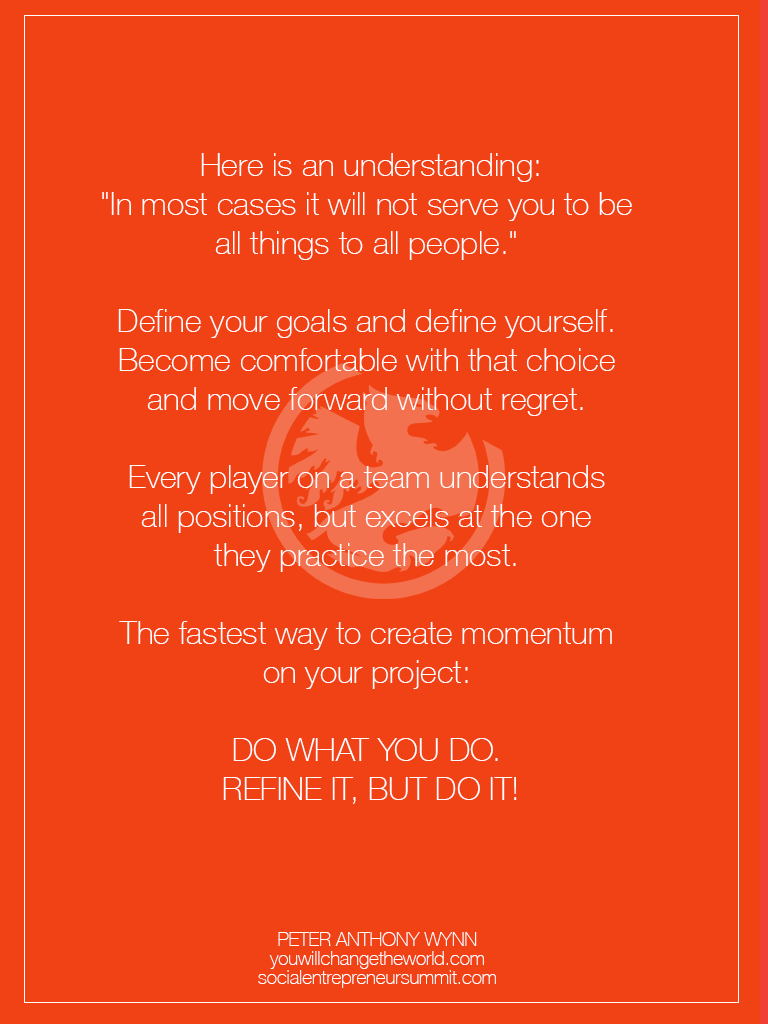 Here is an understanding:
"In most cases it will not serve you to be
all things to all people."
Define your goals and define yourself.
Become comfortable with that choice
and move forward without regret.
Every player on a team understands
all positions, but excels at the one
they practice the most.
The fastest way to create momentum
on your project:
DO WHAT YOU DO.
REFINE IT, BUT DO IT!
PETER ANTHONY WYNN
youwillchangetheworld.com
socialentrepreneursummit.com